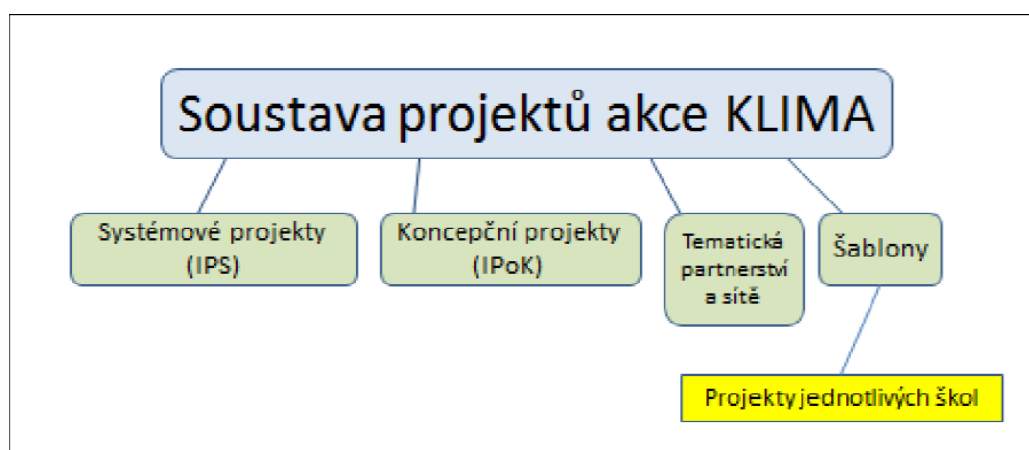 Soustava projektů akce KLIMA
Systémové projekty
(IPS)
Koncepční projekty
(IPoK)
Tematická
partnerství
a sítě
Šablony
Projekty jednotlivých škol